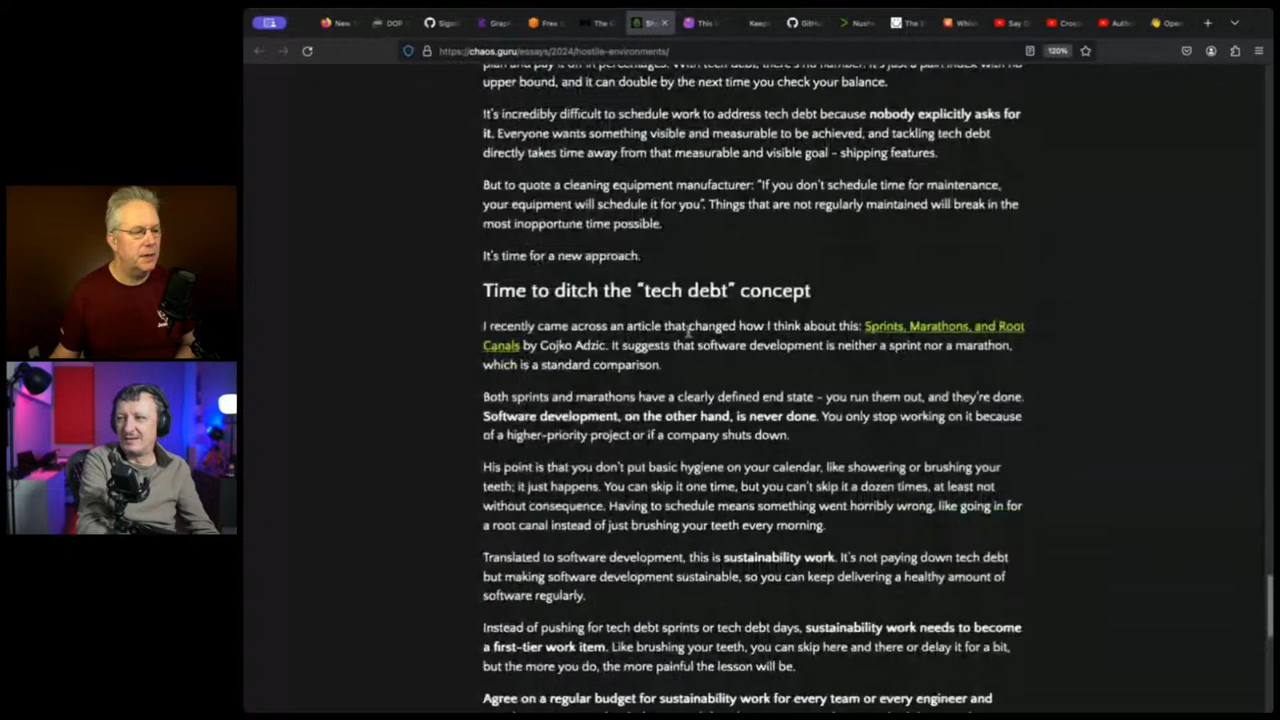 New
DOP
Grap
Free
The
This
Keep
GitHu
Nush
The
Whis
Say
Cros
Auth
Open
https://chaos.guru/essays/2024/hostile-environments/
120%
plan and pay it off in percentages. With tech debt, there's no number. It's just a pain index with no
upper bound, and it can double by the next time you check your balance.
It's incredibly difficult to schedule work to address tech debt because nobody explicitly asks for
it. Everyone wants something visible and measurable to be achieved, and tackling tech debt
directly takes time away from that measurable and visible goal - shipping features.
But to quote a cleaning equipment manufacturer: "If you don't schedule time for maintenance,
your equipment will schedule it for you". Things that are not regularly maintained will break in the
most inopportune time possible.
It's time for a new approach.
Time to ditch the "tech debt" concept
I recently came across an article that changed how I think about this: Sprints, Marathons, and Root
Canals by Gojko Adzic. It suggests that software development is neither a sprint nor a marathon,
which is a standard comparison.
Both sprints and marathons have a clearly defined end state - you run them out, and they're done.
Software development, on the other hand, is never done. You only stop working on it because
of a higher-priority project or if a company shuts down.
His point is that you don't put basic hygiene on your calendar, like showering or brushing your
teeth; it just happens. You can skip it one time, but you can't skip it a dozen times, at least not
without consequence. Having to schedule means something went horribly wrong, like going in for
a root canal instead of just brushing your teeth every morning.
Translated to software development, this is sustainability work. It's not paying down tech debt
but making software development sustainable, so you can keep delivering a healthy amount of
software regularly.
Instead of pushing for tech debt sprints or tech debt days, sustainability work needs to become
a first-tier work item. Like brushing your teeth, you can skip here and there or delay it for a bit,
but the more you do, the more painful the lesson will be.
Agree on a regular budget for sustainability work for every team or every engineer and